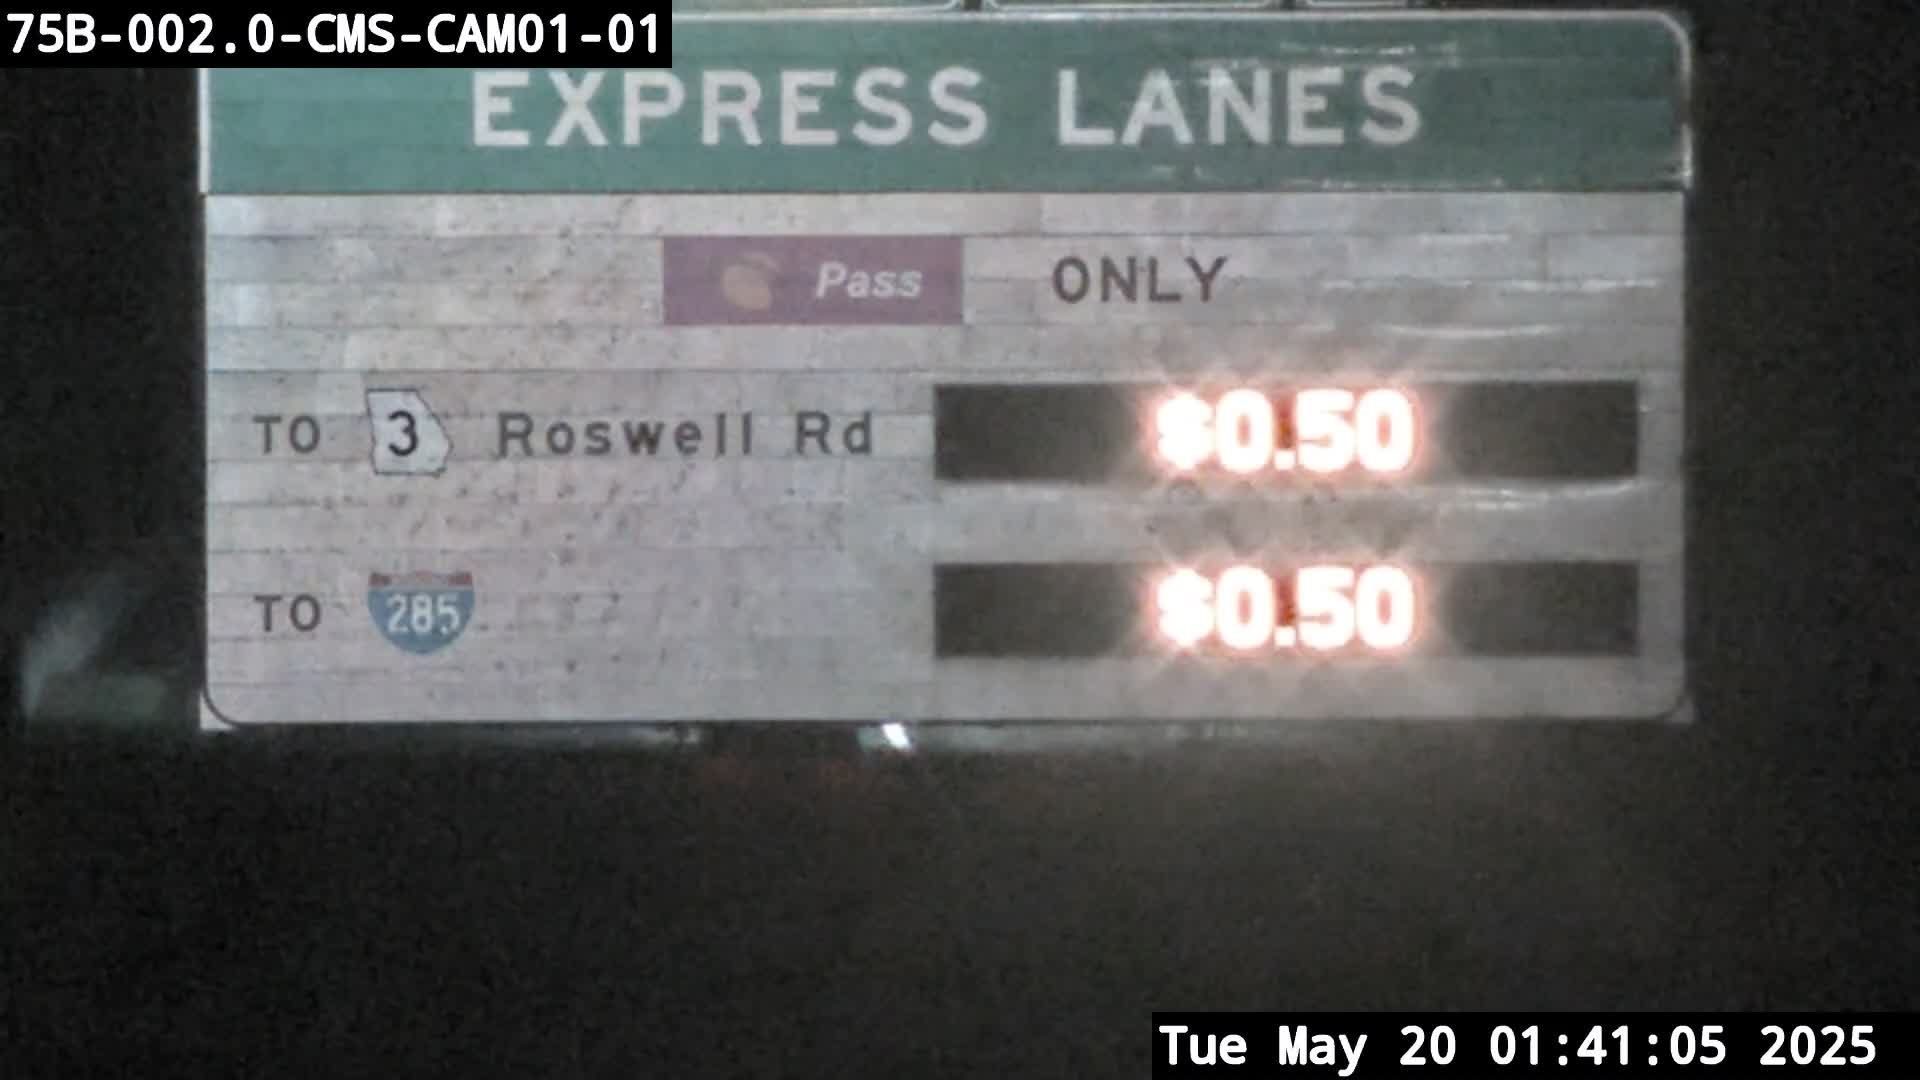 75B-002.0-CMS-CAM01-01
EXPRESS LANES
Pass ONLY
TO 3 Roswell Rd $0.50
TO 285 $0.50
Tue May 20 01:41:05 2025